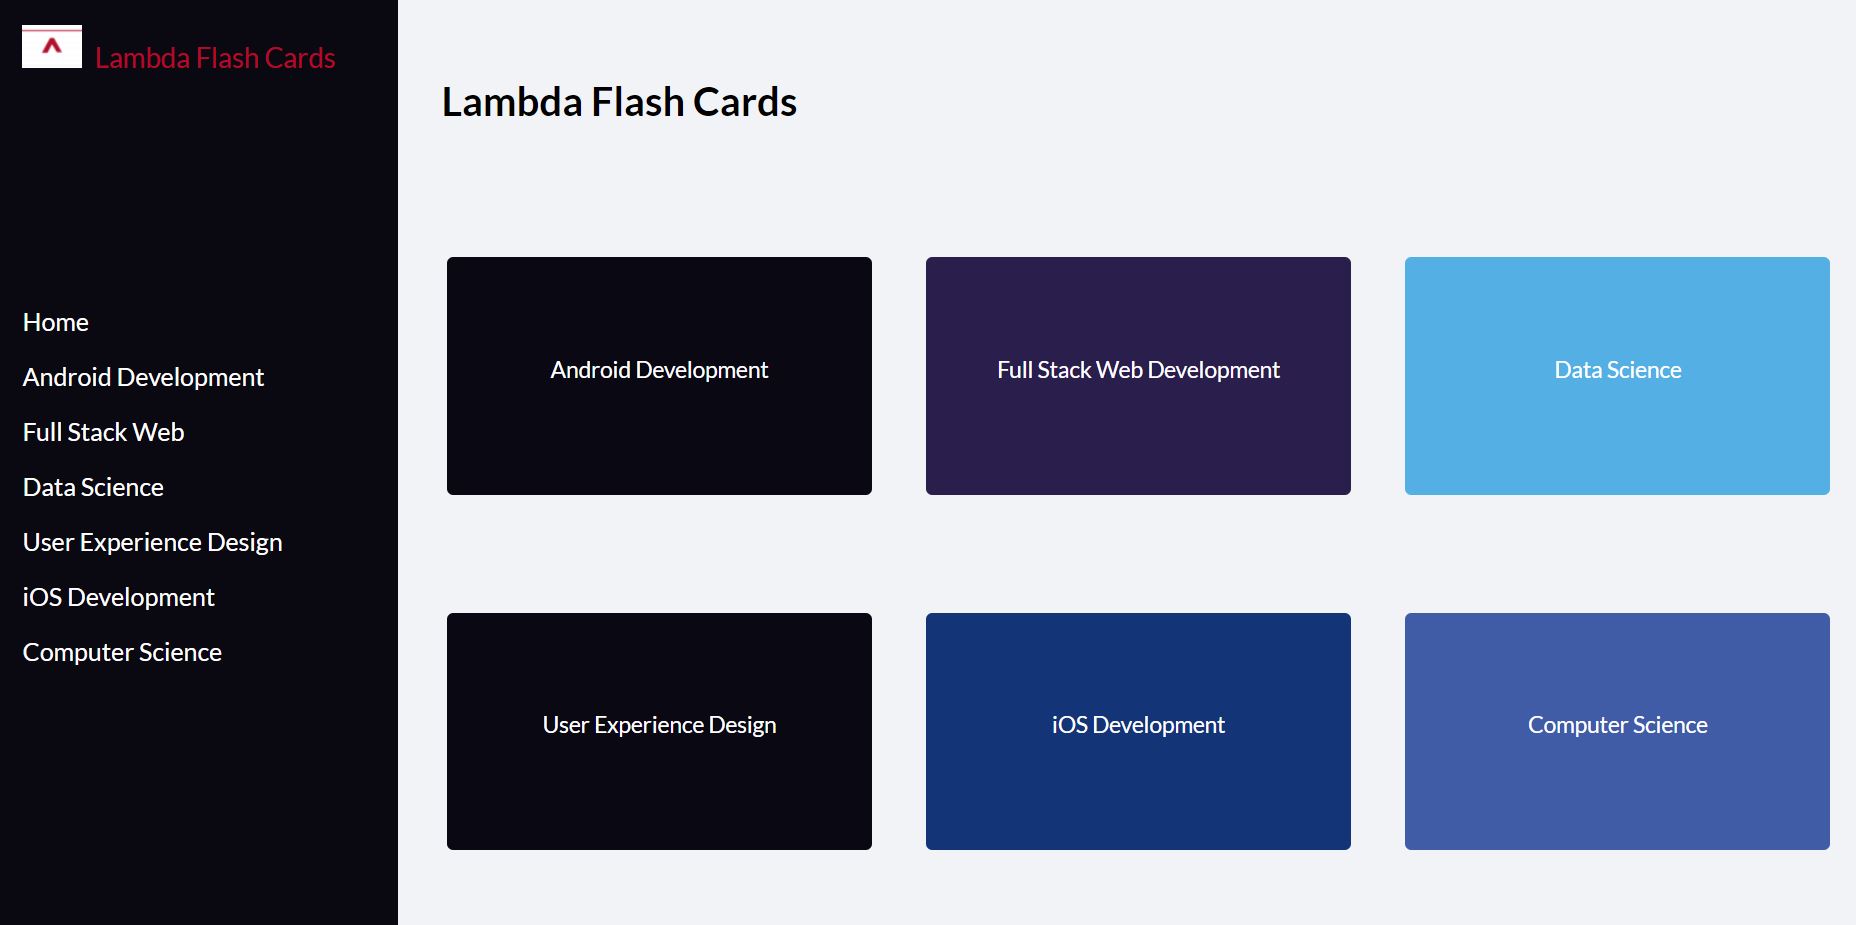 Lambda Flash Cards
Home
Android Development
Full Stack Web
Data Science
User Experience Design
iOS Development
Computer Science
Lambda Flash Cards
Android Development
Full Stack Web Development
Data Science
User Experience Design
iOS Development
Computer Science